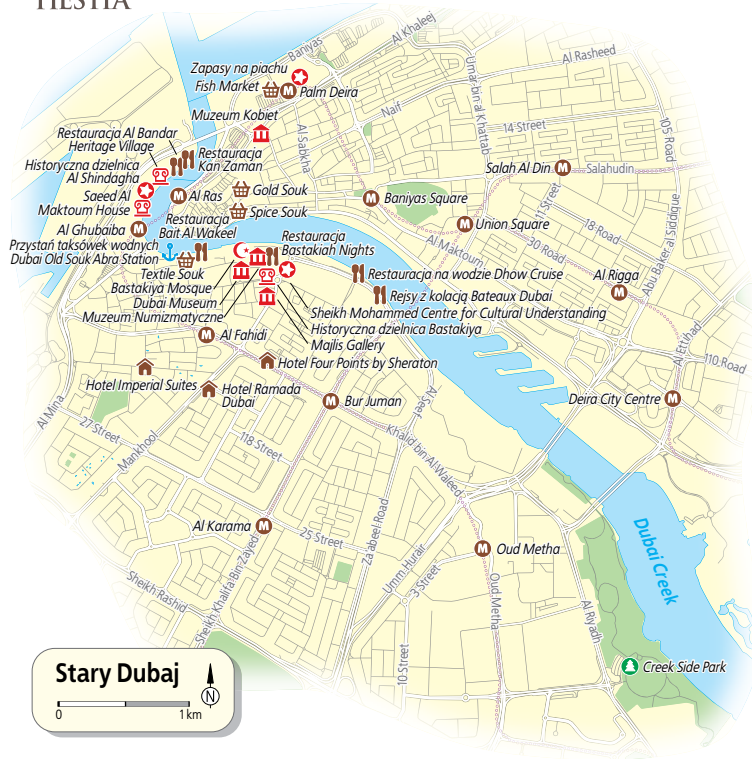 HESTIA
Baniyas
Al Khaleej
Zapasy na piachu
Fish Market
Palm Deira
Al Rasheed
Umar bin al Khattab
Naif
105 Road
Muzeum Kobiet
Al Sabkha
14 Street
Restauracja Al Bandar
Heritage Village
Restauracja
Kan Zaman
Historyczna dzielnica
Al Shindagha
Salah Al Din
Salahudin
Saeed Al
Maktoum House
Al Ras
Gold Souk
Spice Souk
Baniyas Square
11 Street
Abu Baker al Siddique
Al Ghubaiba
Restauracja
Bait Al Wakeel
Union Square
18 Road
30 Road
Przystań taksówek wodnych
Dubai Old Souk Abra Station
Restauracja
Bastakiah Nights
Al Maktoum
Textile Souk
Bastakiya Mosque
Dubai Museum
Muzeum Numizmatyczne
Restauracja na wodzie Dhow Cruise
Al Rigga
Rejsy z kolacją Bateaux Dubai
Sheikh Mohammed Centre for Cultural Understanding
Historyczna dzielnica Bastakiya
Majlis Gallery
Al Fahidi
Al Ettihad
110 Road
Hotel Four Points by Sheraton
Hotel Imperial Suites
Hotel Ramada
Dubai
Al Seef
Bur Juman
Deira City Centre
Al Mina
27 Street
Mankhool
118 Street
Khalid bin Al Waleed
Al Karama
25 Street
Za'abeel Road
Oud Metha
Dubai Creek
Umm Hurair
3 Street
Sheikh Rashid
Sheikh Khalifa Bin Zayed
Oud Metha
Al Riyadh
10 Street
Creek Side Park
Stary Dubaj
N
0
1 km